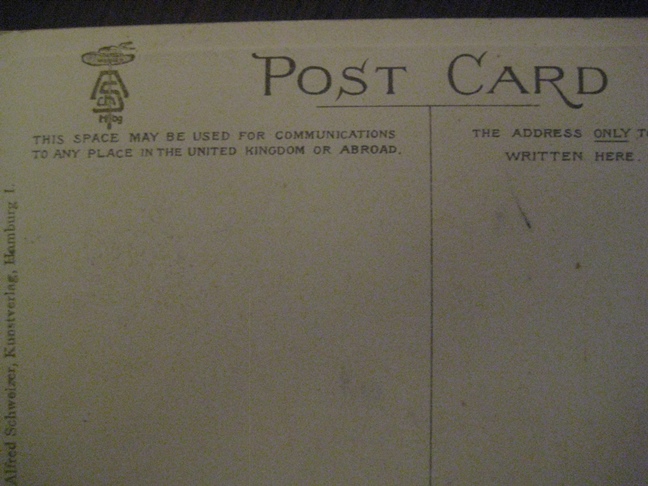 POST CARD
THIS SPACE MAY BE USED FOR COMMUNICATIONS
TO ANY PLACE IN THE UNITED KINGDOM OR ABROAD.
THE ADDRESS ONLY TO
WRITTEN HERE.
Alfred Schweizer, Kunstverlag, Hamburg 1.